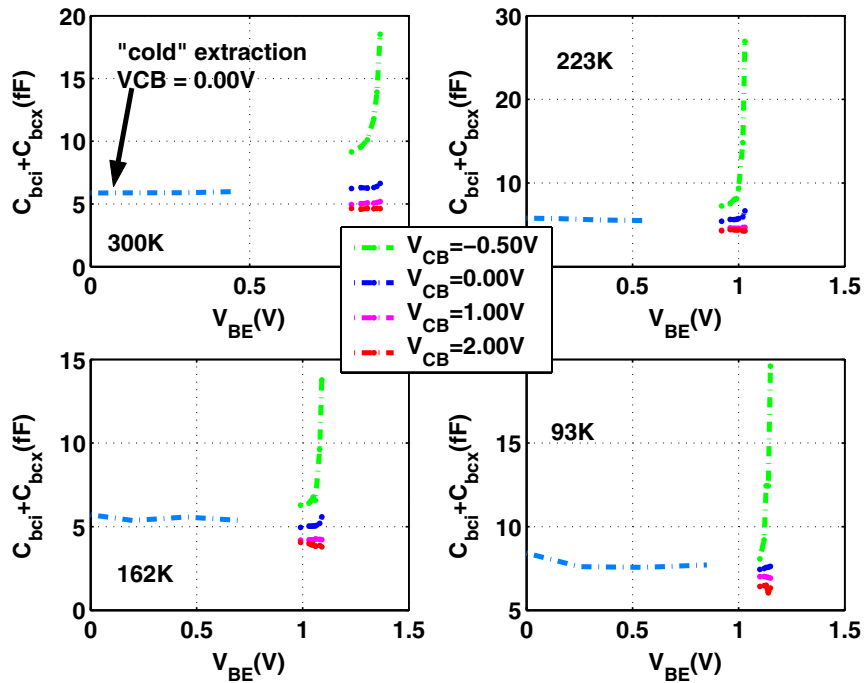 20
15
10
5
0
C_bci+C_bcx(fF)
"cold" extraction
VCB = 0.00V
300K
0
0.5
V_BE(V)
30
20
10
0
223K
0
0.5
1
1.5
V_BE(V)
V_CB=−0.50V
V_CB=0.00V
V_CB=1.00V
V_CB=2.00V
15
10
5
0
C_bci+C_bcx(fF)
162K
0
0.5
1
1.5
V_BE(V)
15
10
5
C_bci+C_bcx(fF)
93K
0
0.5
1
1.5
V_BE(V)